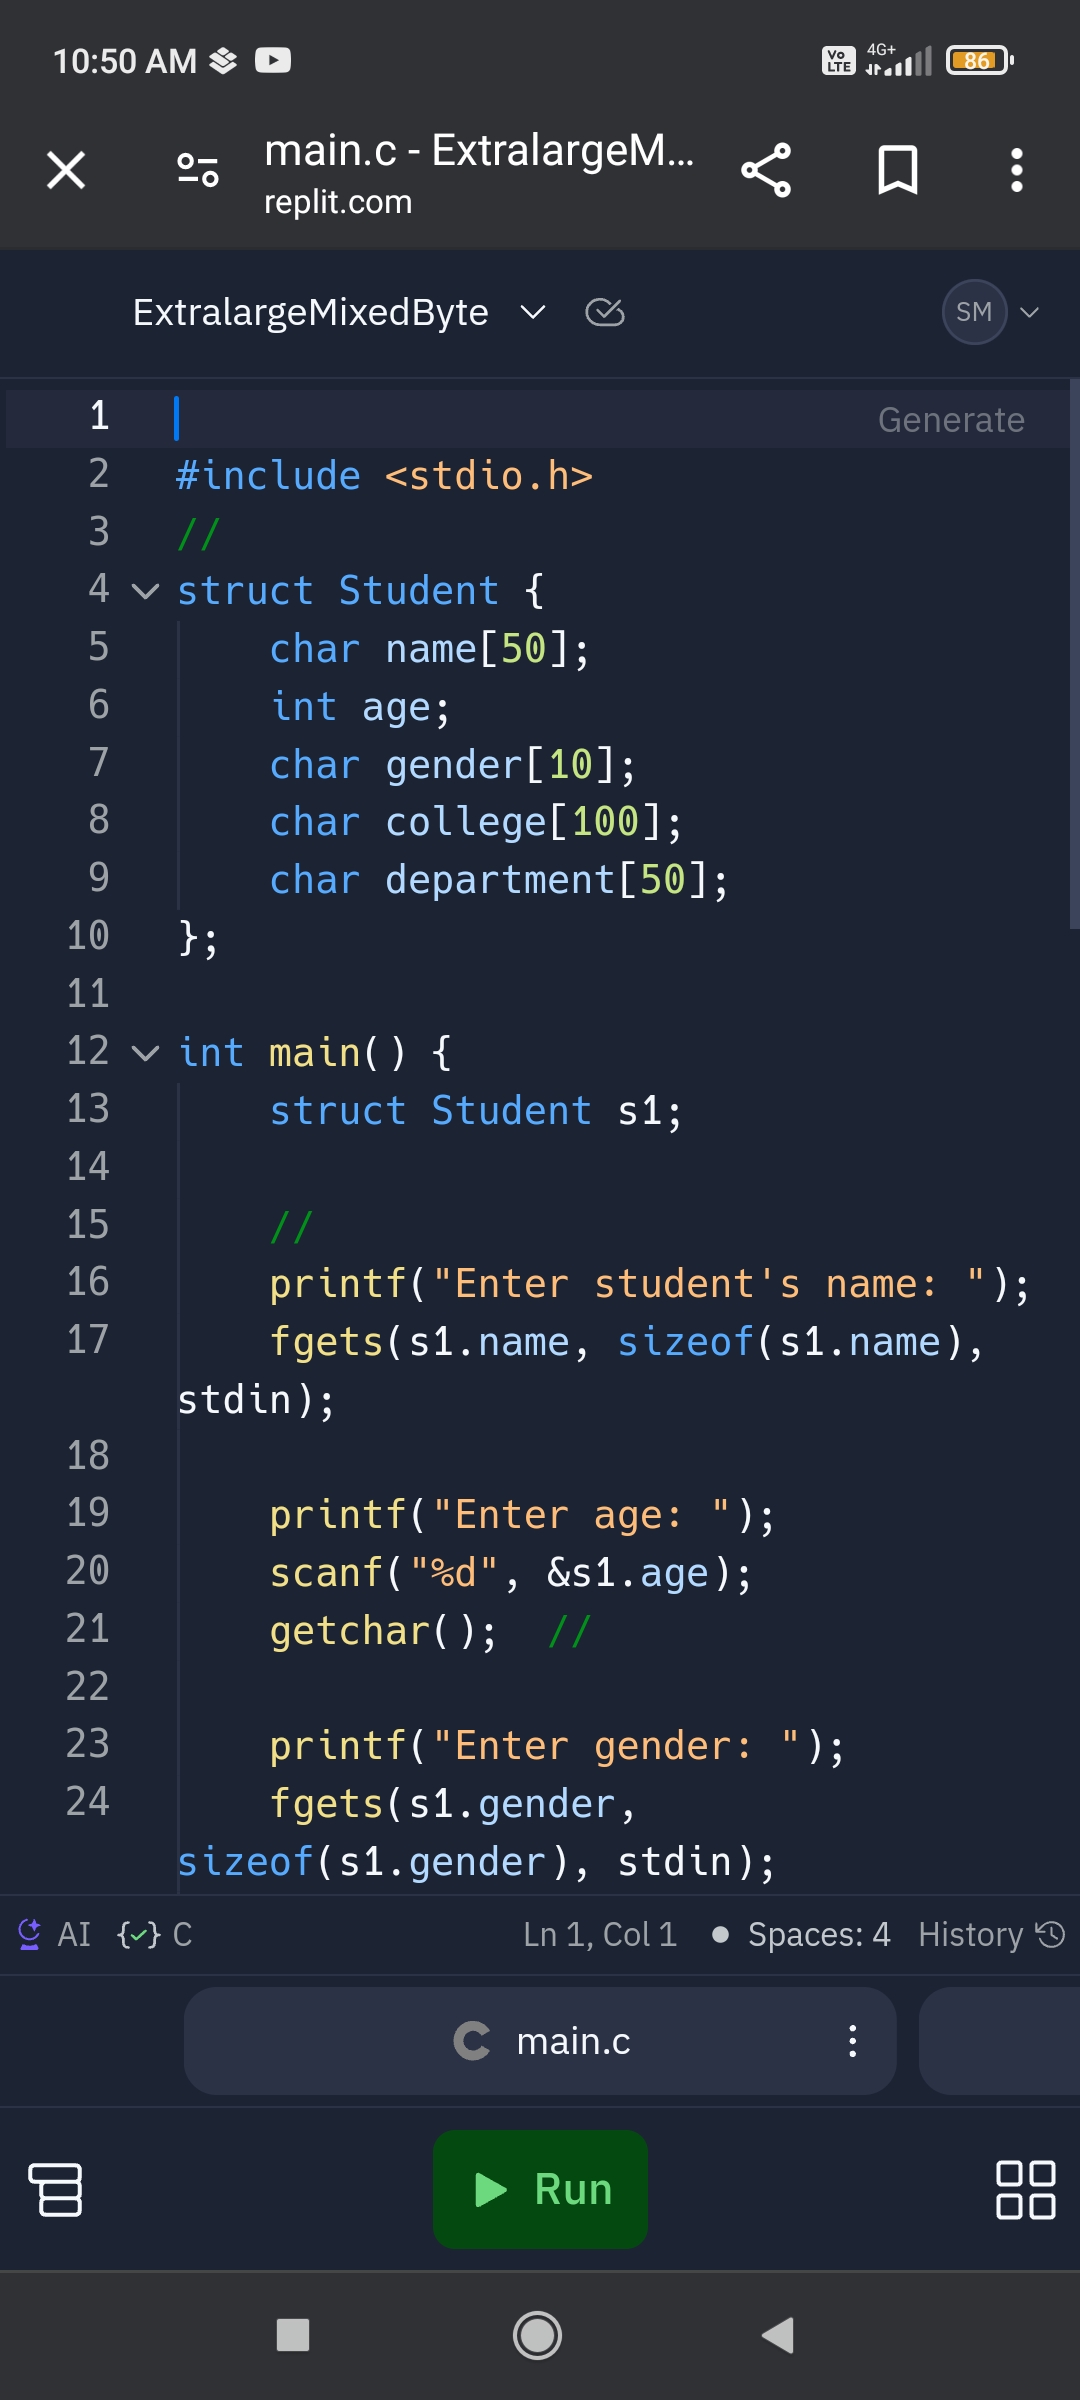 10:50 AM
Vo LTE 4G+ 86
main.c - ExtralargeM...
replit.com
ExtralargeMixedByte
SM
1
Generate
2 #include <stdio.h>
3 //
4 struct Student {
5     char name[50];
6     int age;
7     char gender[10];
8     char college[100];
9     char department[50];
10 };
11
12 int main() {
13     struct Student s1;
14
15     //
16     printf("Enter student's name: ");
17     fgets(s1.name, sizeof(s1.name),
stdin);
18
19     printf("Enter age: ");
20     scanf("%d", &s1.age);
21     getchar();  //
22
23     printf("Enter gender: ");
24     fgets(s1.gender,
sizeof(s1.gender), stdin);
AI {✓} C Ln 1, Col 1 Spaces: 4 History
main.c
Run